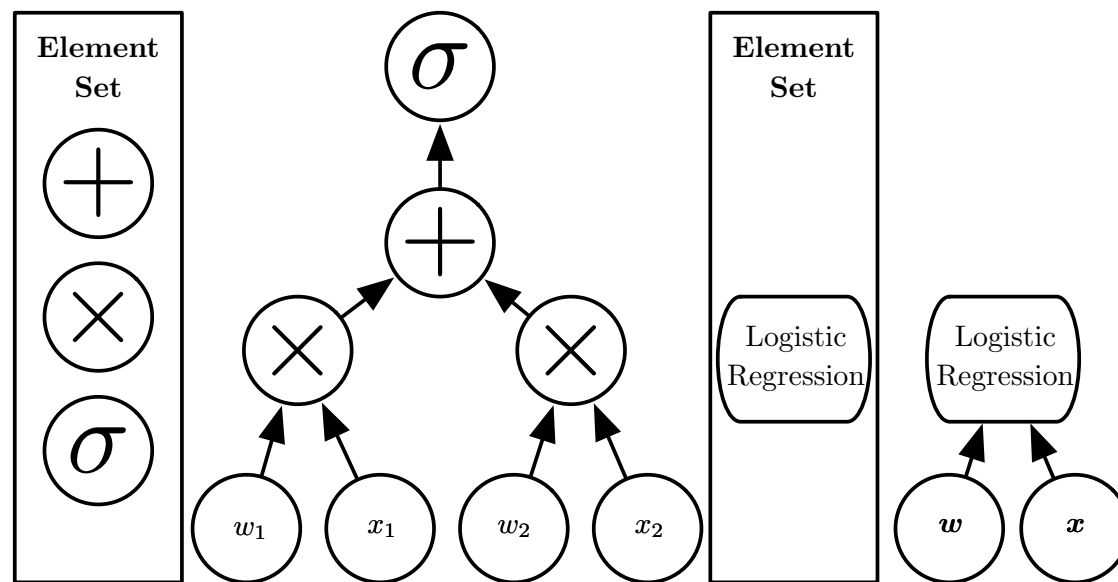 Element
Set
+
×
σ
σ
+
×
×
w₁
x₁
w₂
x₂
Element
Set
Logistic
Regression
Logistic
Regression
w
x